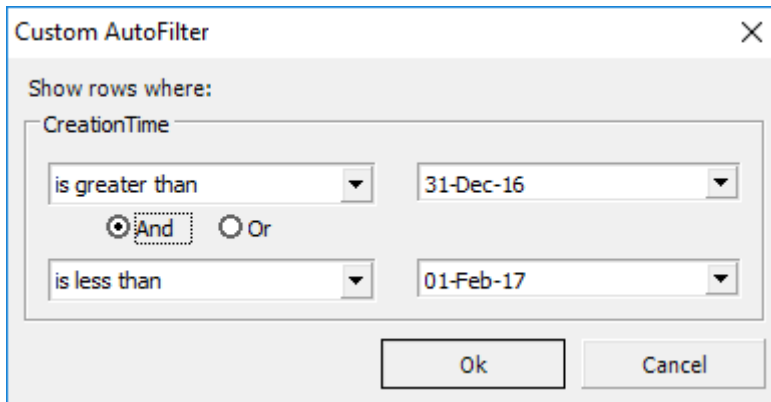 Custom AutoFilter
Show rows where:
CreationTime
is greater than 31-Dec-16
And Or
is less than 01-Feb-17
Ok Cancel